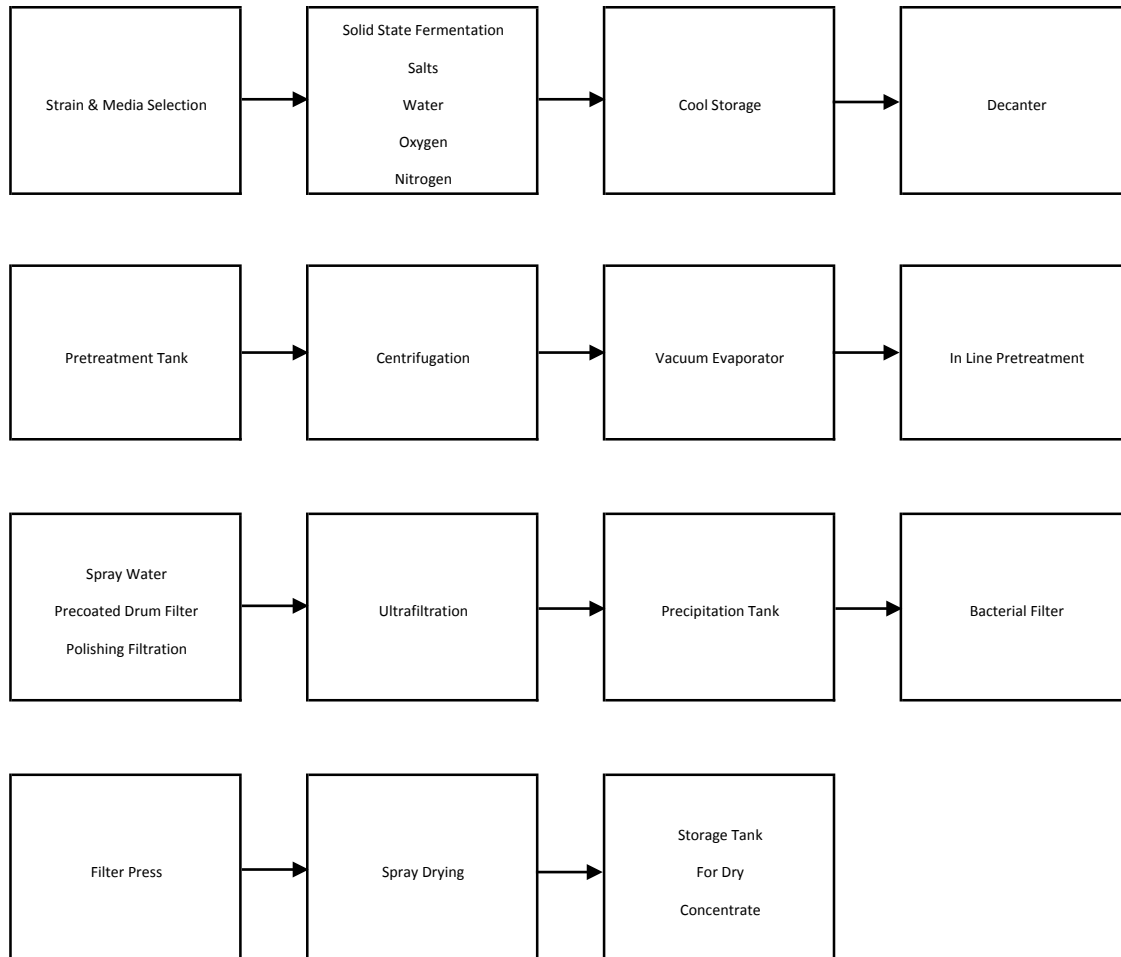 Strain & Media Selection
Solid State Fermentation
Salts
Water
Oxygen
Nitrogen
Cool Storage
Decanter
Pretreatment Tank
Centrifugation
Vacuum Evaporator
In Line Pretreatment
Spray Water
Precoated Drum Filter
Polishing Filtration
Ultrafiltration
Precipitation Tank
Bacterial Filter
Filter Press
Spray Drying
Storage Tank
For Dry
Concentrate